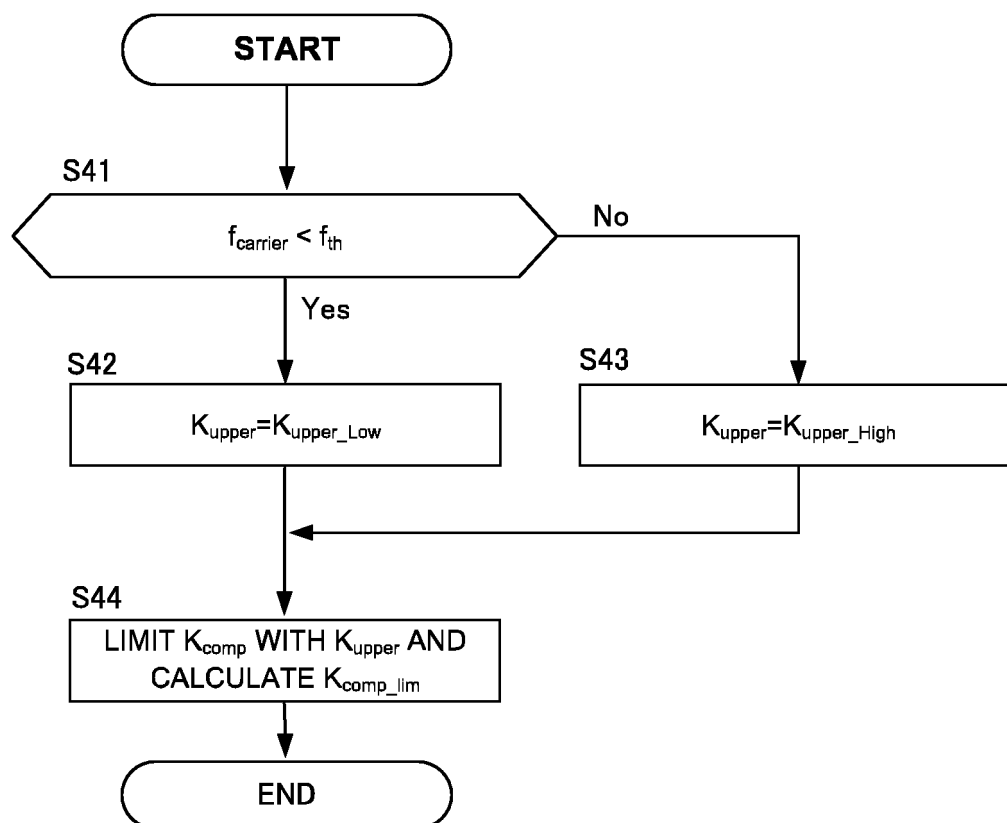 START
S41
f_carrier < f_th
No
Yes
S42
K_upper=K_upper_Low
S43
K_upper=K_upper_High
S44
LIMIT K_comp WITH K_upper AND
CALCULATE K_comp_lim
END